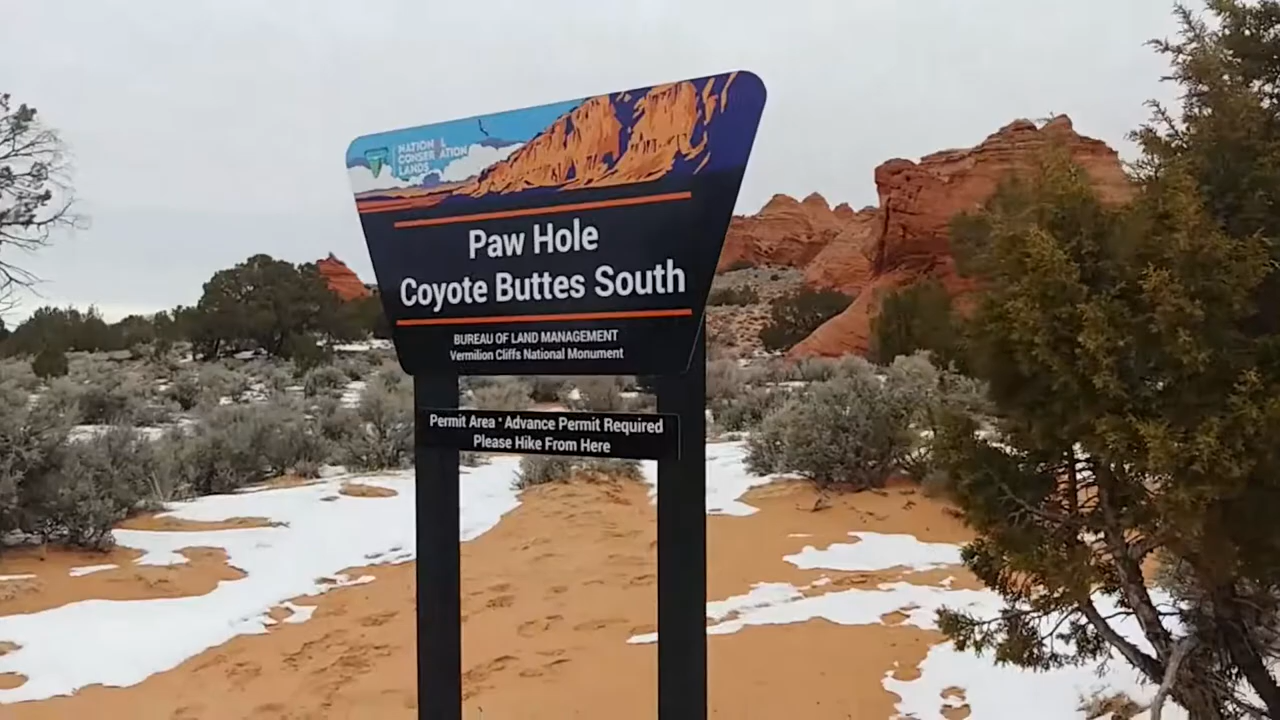 NATIONAL
CONSERVATION
LANDS
Paw Hole
Coyote Buttes South
BUREAU OF LAND MANAGEMENT
Vermilion Cliffs National Monument
Permit Area * Advance Permit Required
Please Hike From Here